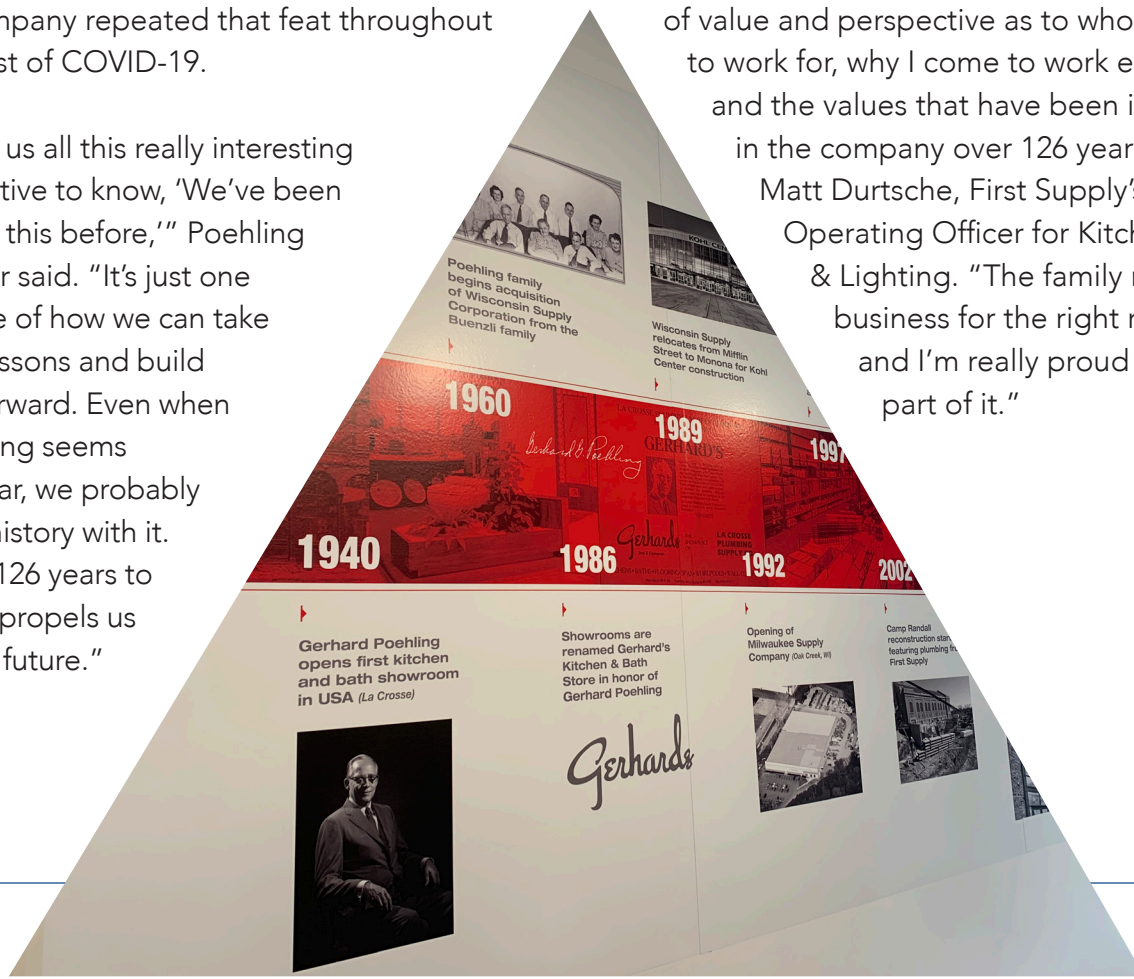 mpany repeated that feat throughout
st of COVID-19.
us all this really interesting
tive to know, ‘We’ve been
this before,’” Poehling
r said. “It’s just one
e of how we can take
ssons and build
rward. Even when
ng seems
ar, we probably
history with it.
126 years to
propels us
future.”
of value and perspective as to who
to work for, why I come to work e
and the values that have been i
in the company over 126 year
Matt Durtsche, First Supply’s
Operating Officer for Kitch
& Lighting. “The family r
business for the right r
and I’m really proud
part of it.”
KOHL CEN
Poehling family
begins acquisition
of Wisconsin Supply
Corporation from the
Buenzli family
Wisconsin Supply
relocates from Mifflin
Street to Monona for Kohl
Center construction
1960
1989
1997
Gerhard G Poehling
GERHARD'S
Gerhards
LA CROSSE
PLUMBING
SUPPLY
1940
1986
1992
2002
Gerhard Poehling
opens first kitchen
and bath showroom
in USA (La Crosse)
Showrooms are
renamed Gerhard's
Kitchen & Bath
Store in honor of
Gerhard Poehling
Gerhards
Opening of
Milwaukee Supply
Company (Oak Creek, WI)
Camp Randall
reconstruction star
featuring plumbing fr
First Supply